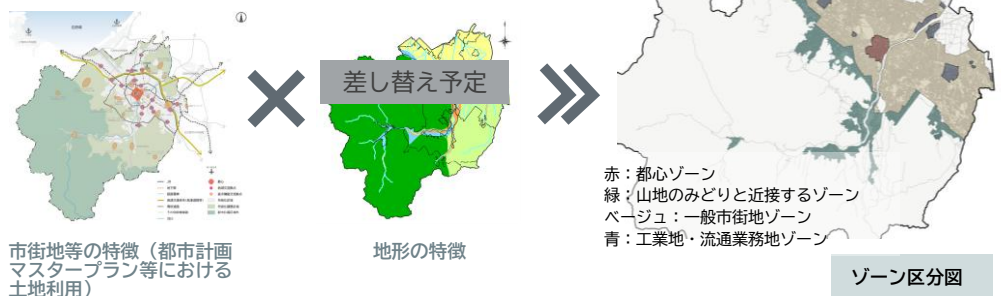 差し替え予定
市街地等の特徴（都市計画
マスタープラン等における
土地利用）
地形の特徴
赤：都心ゾーン
緑：山地のみどりと近接するゾーン
ベージュ：一般市街地ゾーン
青：工業地・流通業務地ゾーン
ゾーン区分図